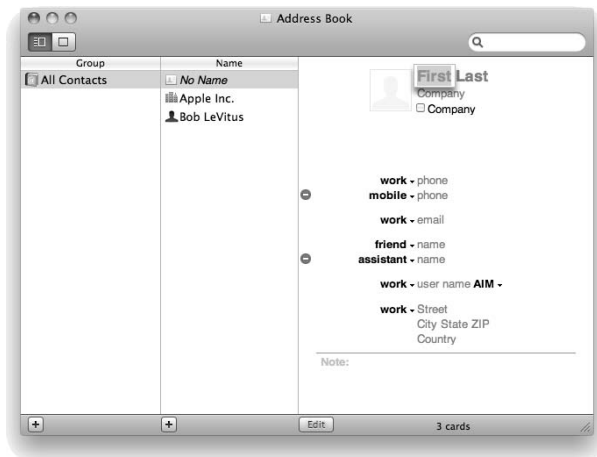 Address Book
Group
Name
All Contacts
No Name
Apple Inc.
Bob LeVitus
First Last
Company
Company
work phone
mobile phone
work email
friend name
assistant name
work user name AIM
work Street
City State ZIP
Country
Note:
Edit
3 cards